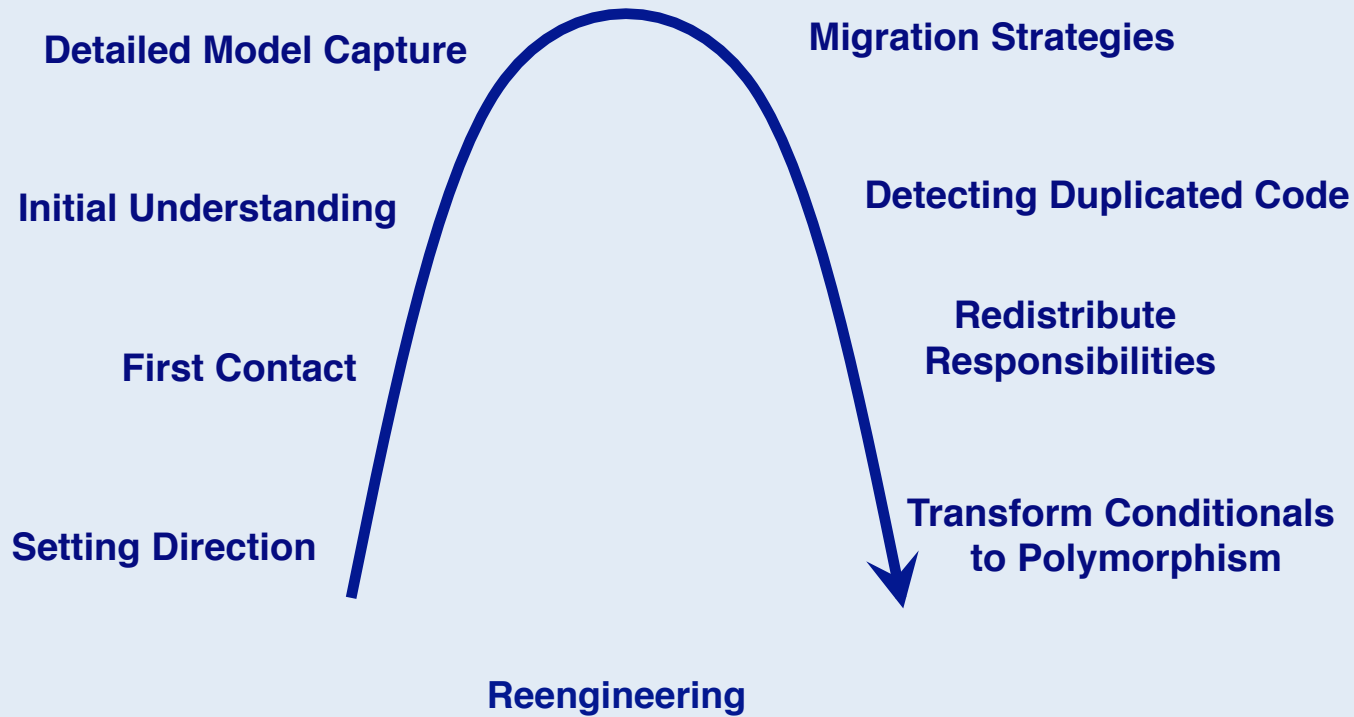 Detailed Model Capture
Migration Strategies
Initial Understanding
Detecting Duplicated Code
First Contact
Redistribute
Responsibilities
Setting Direction
Transform Conditionals
to Polymorphism
Reengineering